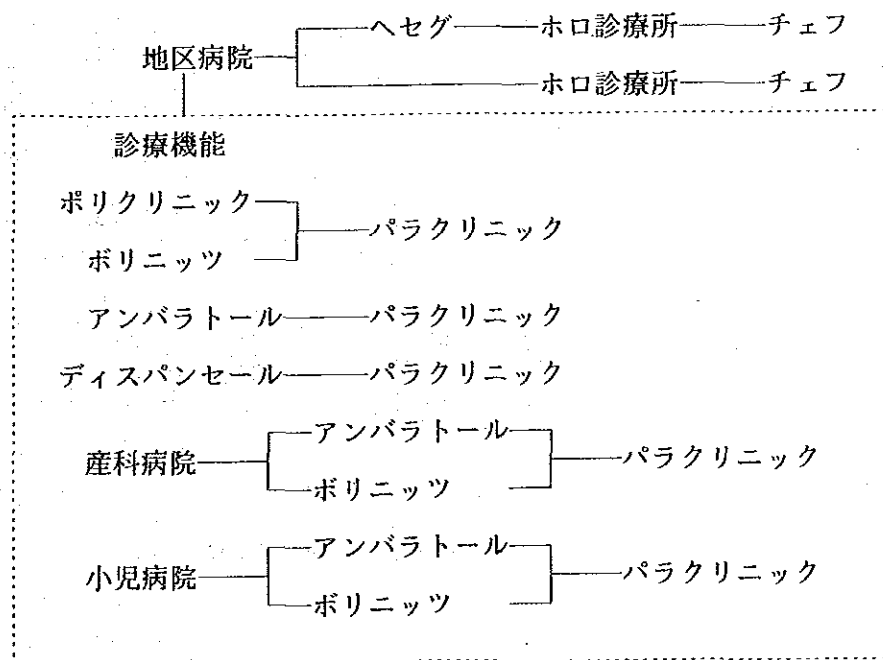 ヘセグ ホロ診療所 チェフ
地区病院
ホロ診療所 チェフ
診療機能
ポリクリニック
パラクリニック
ボリニッツ
アンバラトール パラクリニック
ディスパンセール パラクリニック
アンバラトール
産科病院 パラクリニック
ボリニッツ
アンバラトール
小児病院 パラクリニック
ボリニッツ